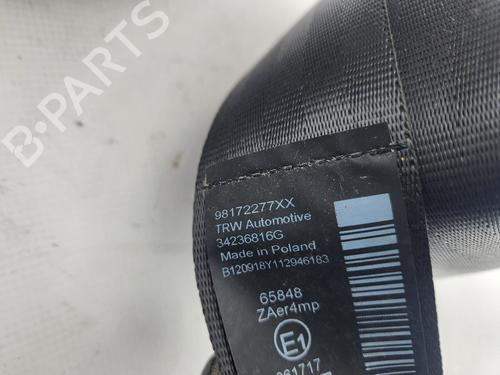 B-PARTS
98172277XX
TRW Automotive
34236816G
Made in Poland
B120918Y112946183
65848
ZAer4mp
E1